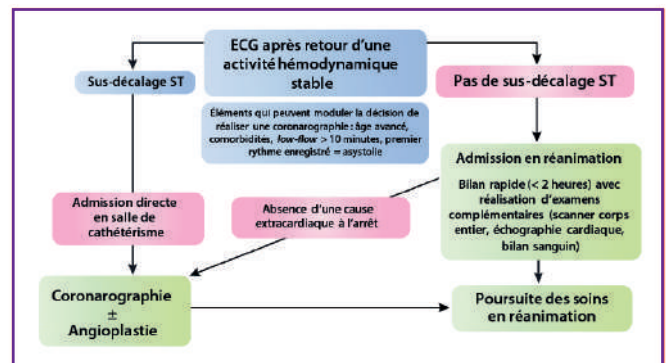 ECG après retour d'une
activité hémodynamique
stable
Sus-décalage ST
Pas de sus-décalage ST
Éléments qui peuvent moduler la décision de
réaliser une coronarographie : âge avancé,
comorbidités, low-flow > 10 minutes, premier
rythme enregistré = asystolie
Admission en réanimation
Bilan rapide (< 2 heures) avec
réalisation d'examens
complémentaires (scanner corps
entier, échographie cardiaque,
bilan sanguin)
Admission directe
en salle de
cathétérisme
Absence d'une cause
extracardiaque à l'arrêt
Coronarographie
±
Angioplastie
Poursuite des soins
en réanimation